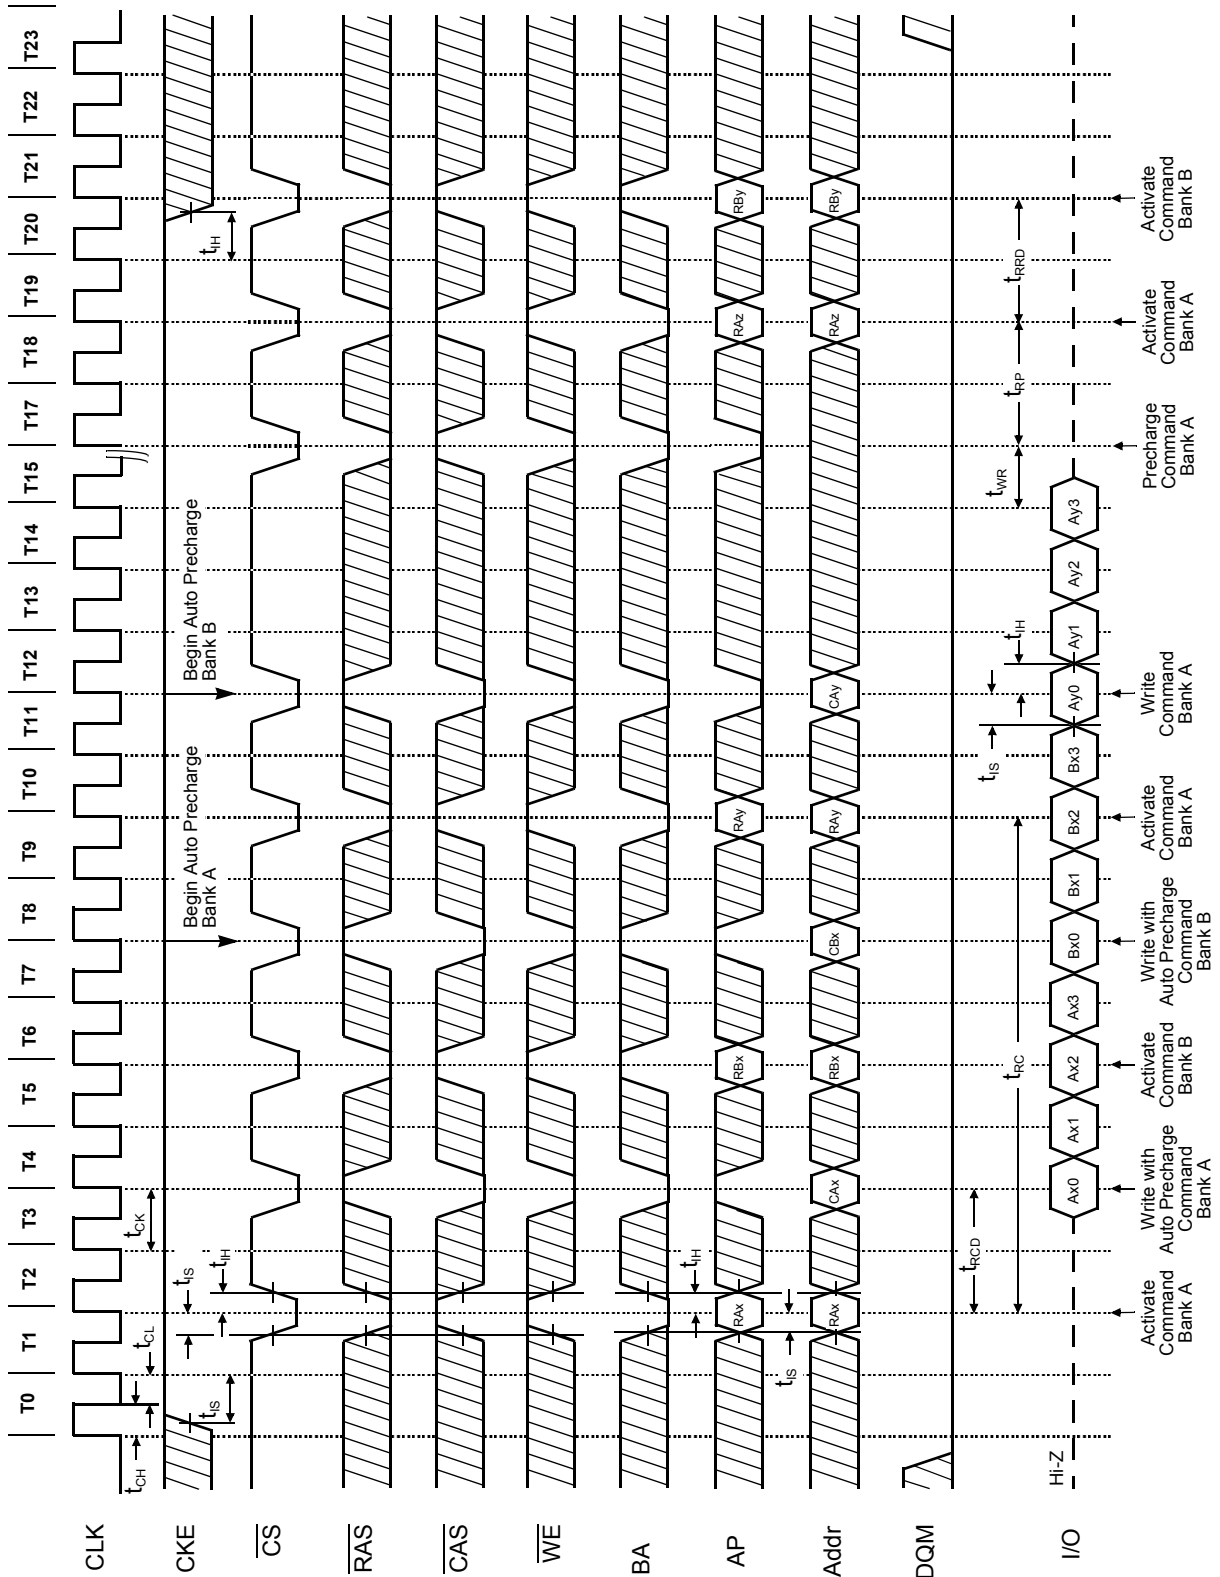 T0 T1 T2 T3 T4 T5 T6 T7 T8 T9 T10 T11 T12 T13 T14 T15 T17 T18 T19 T20 T21 T22 T23
CLK
tCH
tCL
tCK
CKE
tIS
tIS
tIH
Begin Auto Precharge
Bank A
Begin Auto Precharge
Bank B
tIH
CS
RAS
CAS
WE
BA
tIH
AP
RAx
RBx
RAy
RAz
RBy
tIS
Addr
RAx
CAx
RBx
CBx
RAy
CAy
RAz
RBy
DQM
tRCD
tRC
tIS
tIH
tWR
tRP
tRRD
I/O
Hi-Z
Ax0
Ax1
Ax2
Ax3
Bx0
Bx1
Bx2
Bx3
Ay0
Ay1
Ay2
Ay3
Activate
Command
Bank A
Write with
Auto Precharge
Command
Bank A
Activate
Command
Bank B
Write with
Auto Precharge
Command
Bank B
Activate
Command
Bank A
Write
Command
Bank A
Precharge
Command
Bank A
Activate
Command
Bank A
Activate
Command
Bank B